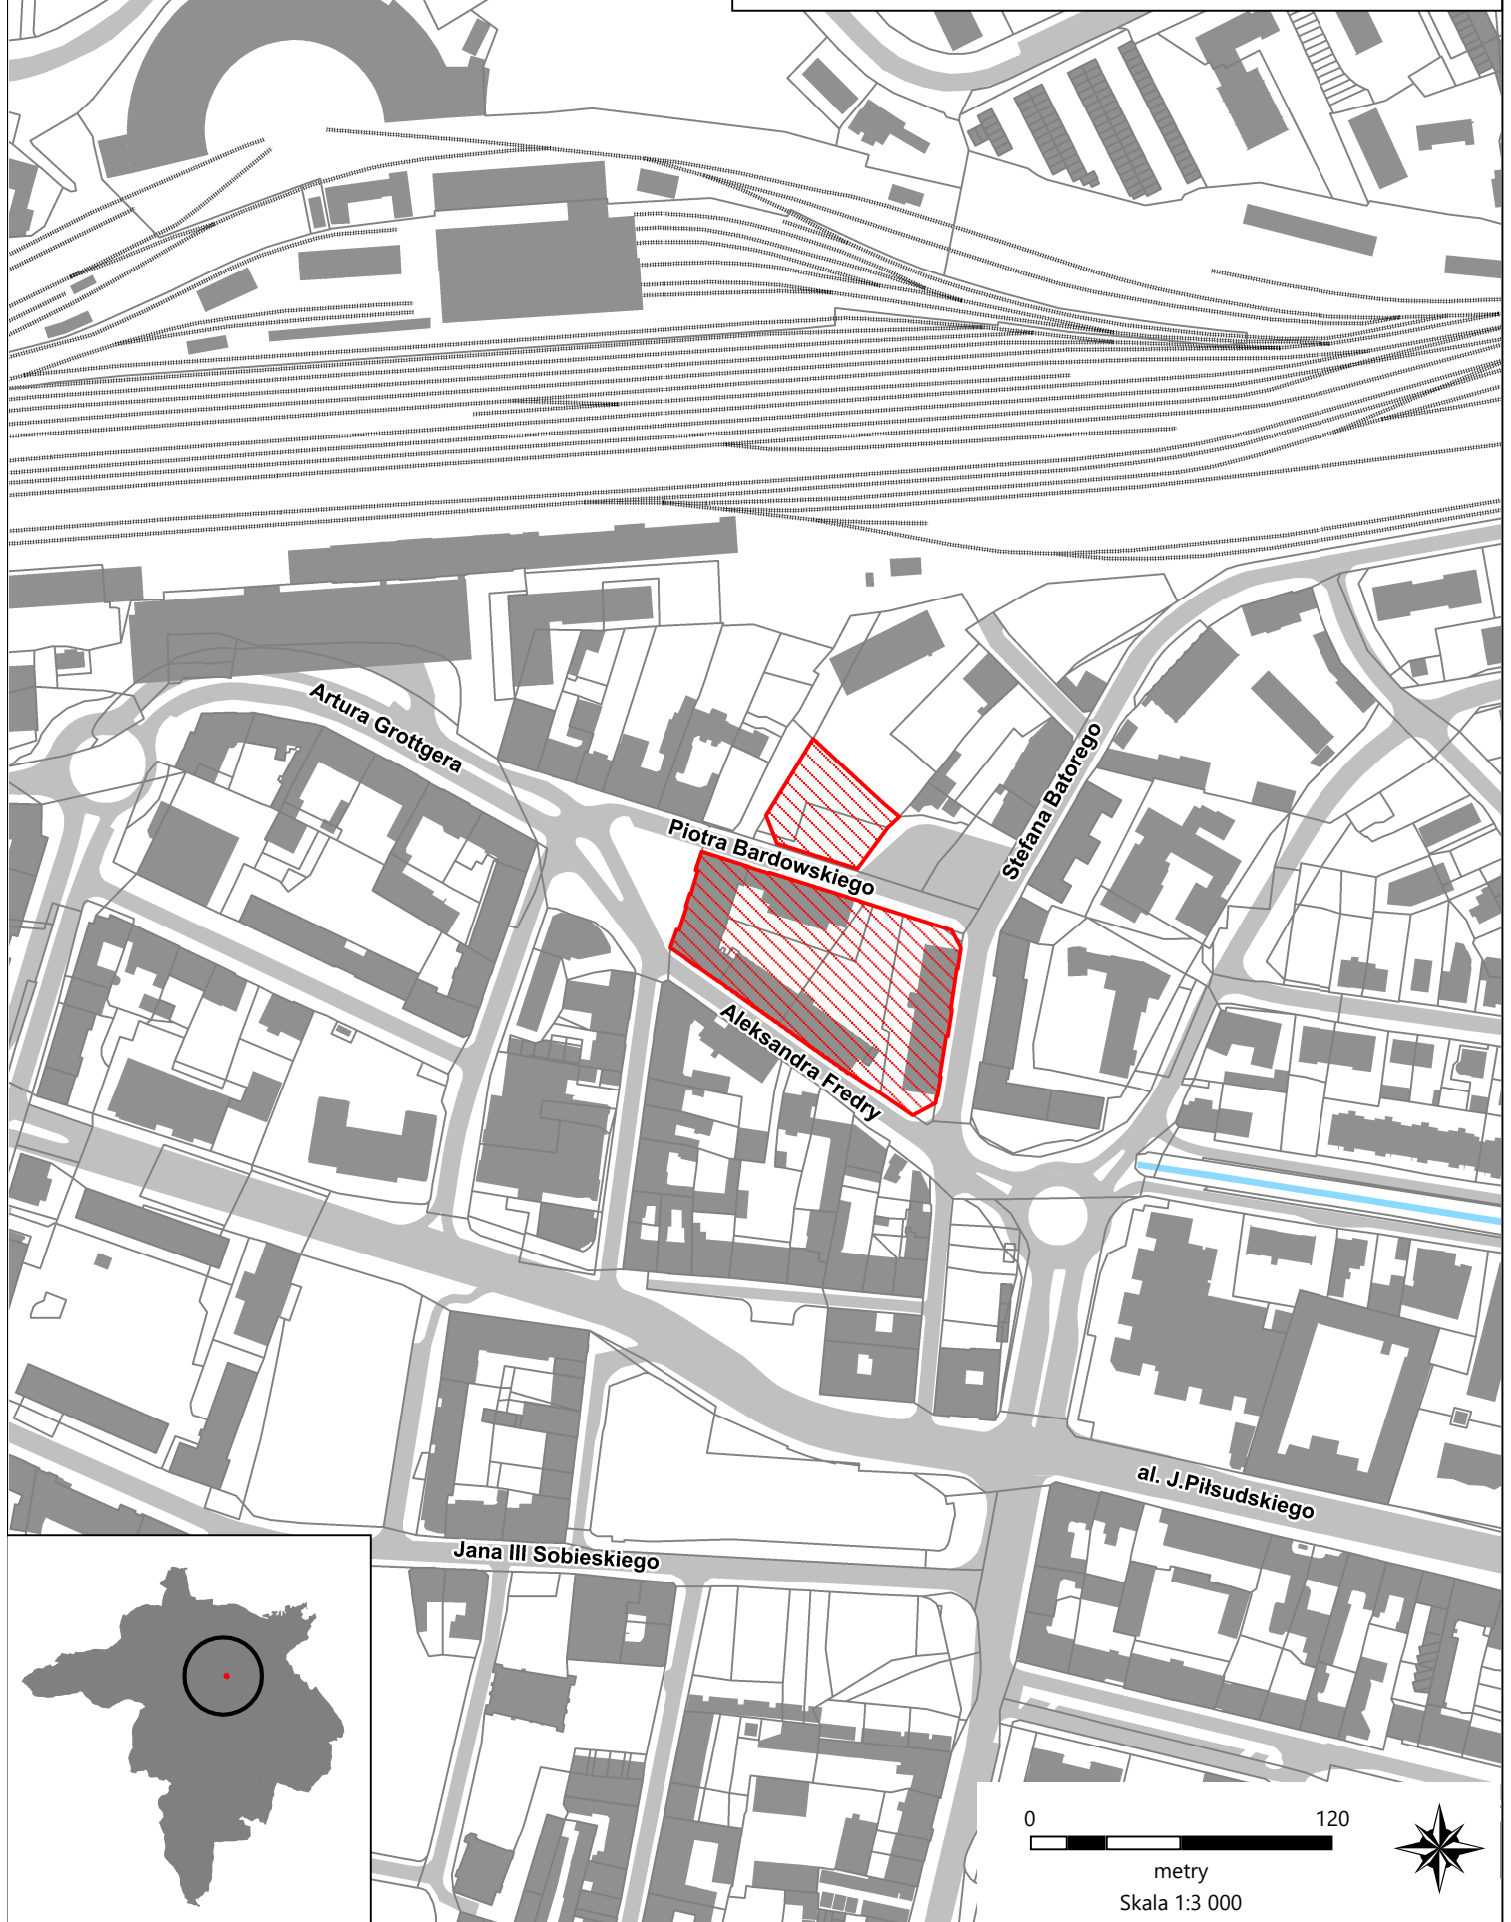 Artura Grottgera
Piotra Bardowskiego
Stefana Batorego
Aleksandra Fredry
al. J.Piłsudskiego
Jana III Sobieskiego
0 120
metry
Skala 1:3 000